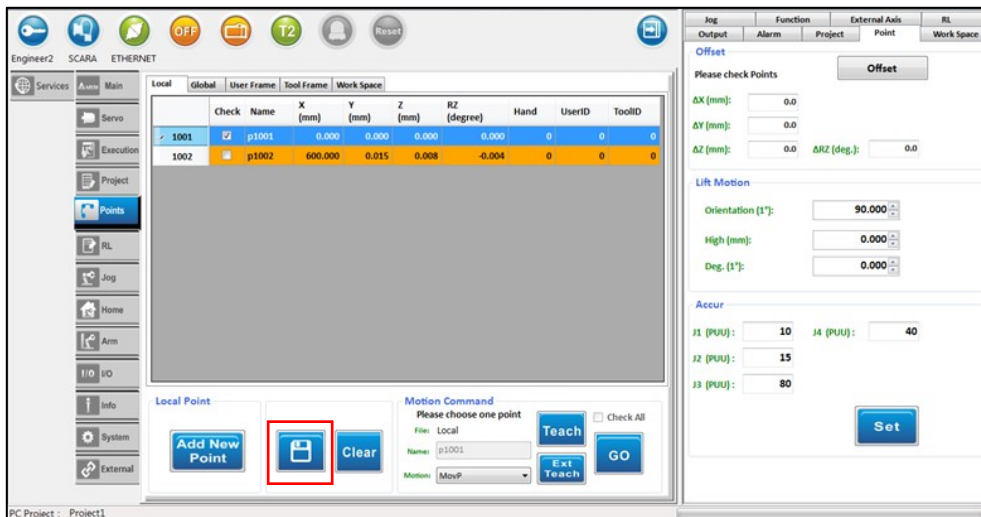 OFF T2 Reset
Engineer2 SCARA ETHERNET
Services
Main
Servo
Execution
Project
Points
RL
Jog
Home
Arm
I/O I/O
Info
System
External
Local Global User Frame Tool Frame Work Space
Check Name X (mm) Y (mm) Z (mm) RZ (degree) Hand UserID ToolID
1001 p1001 0.000 0.000 0.000 0.000 0 0 0
1002 p1002 600.000 0.015 0.008 -0.004 0 0 0
Local Point
Add New Point
Clear
Motion Command
Please choose one point
File: Local
Name: p1001
Motion: MovP
Teach
Ext Teach
Check All
GO
PC Project : Project1
Jog Function External Axis RL
Output Alarm Project Point Work Space
Offset
Please check Points Offset
ΔX (mm): 0.0
ΔY (mm): 0.0
ΔZ (mm): 0.0 ΔRZ (deg.): 0.0
Lift Motion
Orientation (1°): 90.000
High (mm): 0.000
Deg. (1°): 0.000
Accur
J1 (PUU) : 10 J4 (PUU) : 40
J2 (PUU) : 15
J3 (PUU) : 80
Set